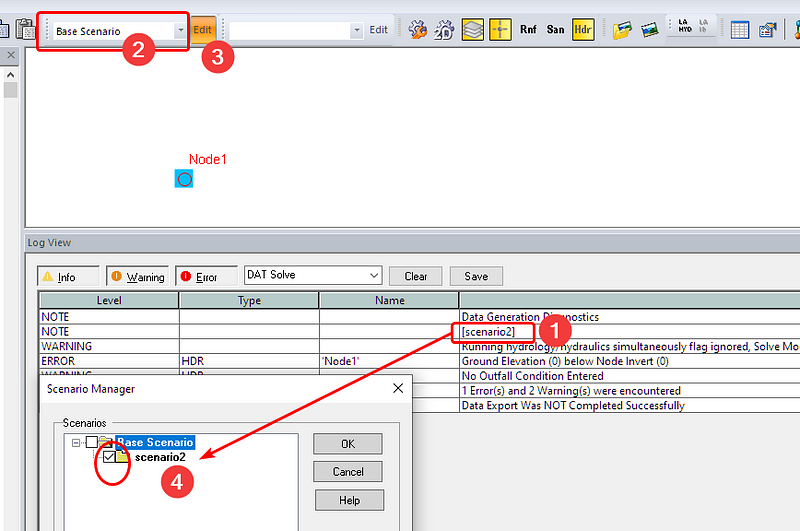 Base Scenario Edit Edit Rnf San Hdr LA HYD LA
2 3
Node1
Log View
Info Warning Error DAT Solve Clear Save
Level Type Name
NOTE Data Generation Diagnostics
NOTE [scenario2] 1
WARNING Running hydrology/hydraulics simultaneously flag ignored, Solve Mo
ERROR HDR 'Node1' Ground Elevation (0) below Node Invert (0)
WARNING HDR No Outfall Condition Entered
1 Error(s) and 2 Warning(s) were encountered
Data Export Was NOT Completed Successfully
Scenario Manager
Scenarios
Base Scenario OK
scenario2
4 Cancel
Help